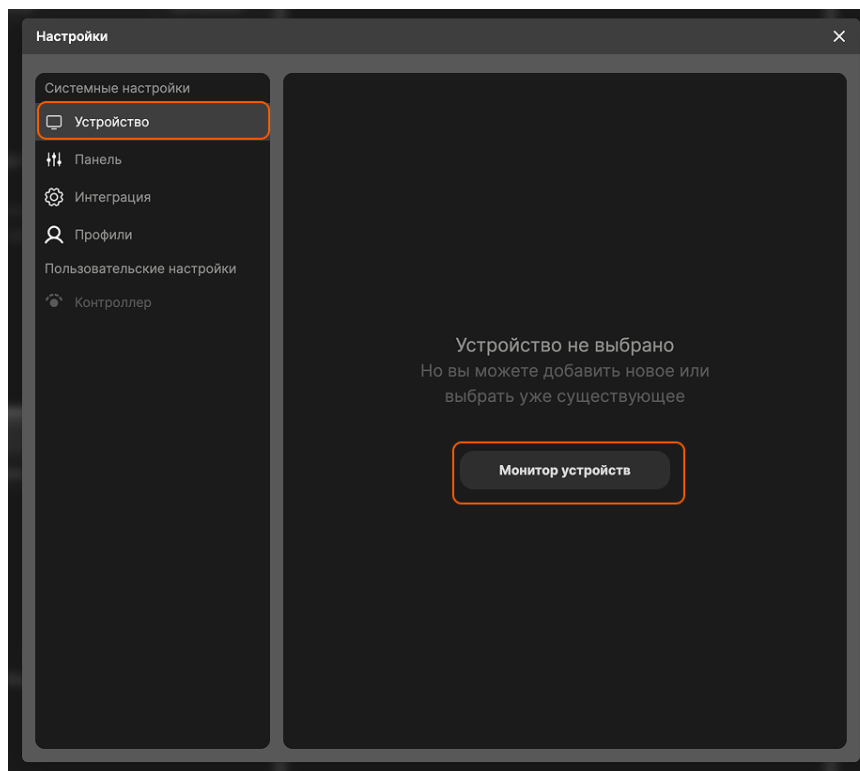 Настройки
Системные настройки
Устройство
Панель
Интеграция
Профили
Пользовательские настройки
Контроллер
Устройство не выбрано
Но вы можете добавить новое или
выбрать уже существующее
Монитор устройств